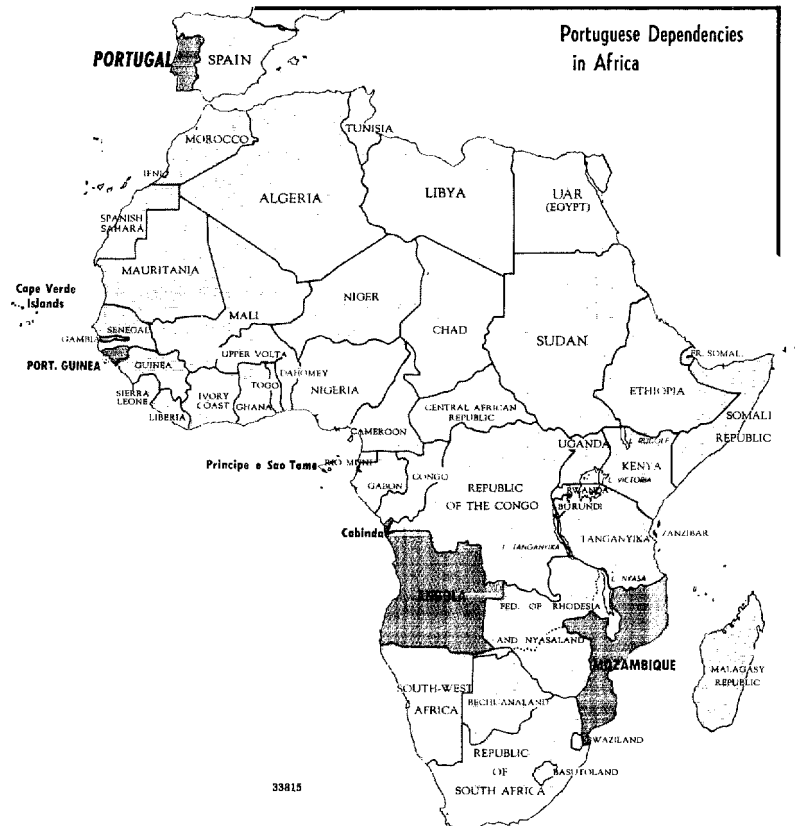 Portuguese Dependencies
in Africa
PORTUGAL
SPAIN
TUNISIA
MOROCCO
IFNI
ALGERIA
LIBYA
UAR
(EGYPT)
SPANISH
SAHARA
MAURITANIA
Cape Verde
Islands
MALI
NIGER
CHAD
SUDAN
SENEGAL
GAMBIA
PORT. GUINEA
GUINEA
UPPER VOLTA
DAHOMEY
NIGERIA
FR. SOMAL.
ETHIOPIA
SOMALI
REPUBLIC
SIERRA
LEONE
LIBERIA
IVORY
COAST
TOGO
GHANA
CENTRAL AFRICAN
REPUBLIC
CAMEROON
UGANDA
L. RUDOLF
KENYA
Principe e Sao Tome
RIO MUNI
GABON
CONGO
REPUBLIC
OF THE CONGO
L. VICTORIA
RWANDA
BURUNDI
Cabinda
L. TANGANYIKA
TANGANYIKA
ZANZIBAR
L. NYASA
ANGOLA
FED. OF RHODESIA
AND NYASALAND
MOZAMBIQUE
MALAGASY
REPUBLIC
SOUTH-WEST
AFRICA
BECHUANALAND
SWAZILAND
REPUBLIC
OF
SOUTH AFRICA
BASUTOLAND
33815